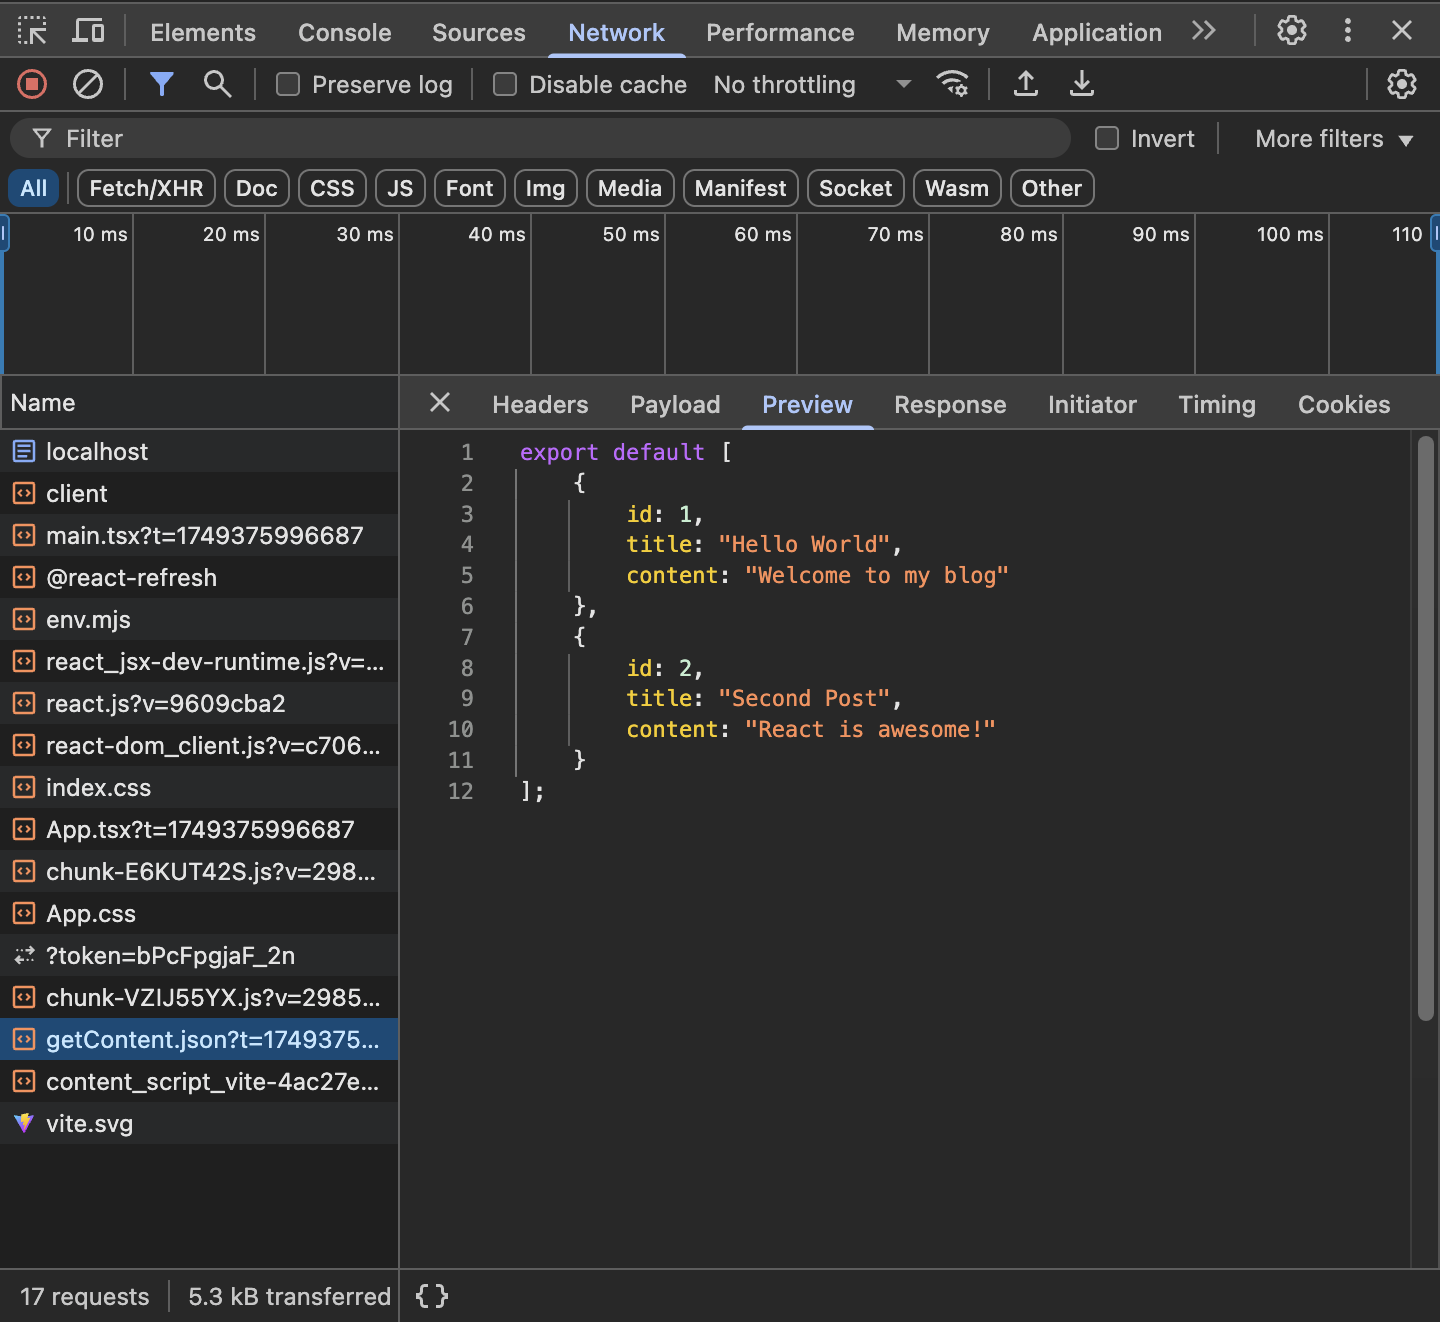 Elements Console Sources Network Performance Memory Application
Preserve log Disable cache No throttling
Filter Invert More filters
All Fetch/XHR Doc CSS JS Font Img Media Manifest Socket Wasm Other
10 ms 20 ms 30 ms 40 ms 50 ms 60 ms 70 ms 80 ms 90 ms 100 ms 110
Name
localhost
client
main.tsx?t=1749375996687
@react-refresh
env.mjs
react_jsx-dev-runtime.js?v=...
react.js?v=9609cba2
react-dom_client.js?v=c706...
index.css
App.tsx?t=1749375996687
chunk-E6KUT42S.js?v=298...
App.css
?token=bPcFpgjaF_2n
chunk-VZIJ55YX.js?v=2985...
getContent.json?t=1749375...
content_script_vite-4ac27e...
vite.svg
Headers Payload Preview Response Initiator Timing Cookies
1 export default [
2 {
3 id: 1,
4 title: "Hello World",
5 content: "Welcome to my blog"
6 },
7 {
8 id: 2,
9 title: "Second Post",
10 content: "React is awesome!"
11 }
12 ];
17 requests 5.3 kB transferred {}